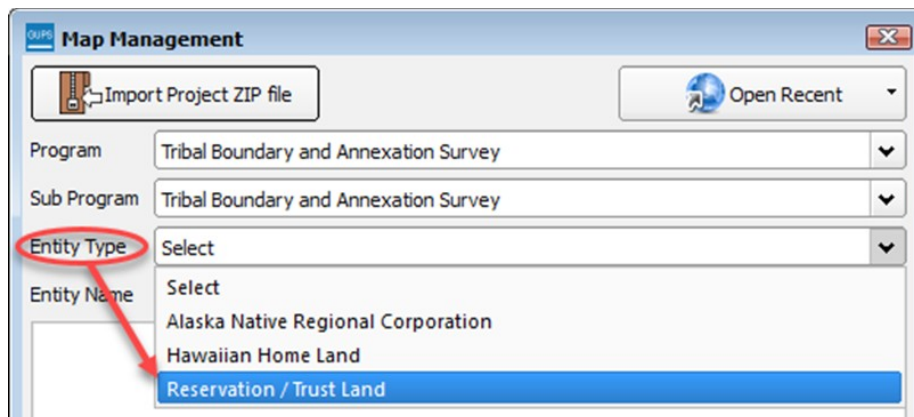 GUPS Map Management
Import Project ZIP file
Open Recent
Program Tribal Boundary and Annexation Survey
Sub Program Tribal Boundary and Annexation Survey
Entity Type Select
Entity Name Select
Alaska Native Regional Corporation
Hawaiian Home Land
Reservation / Trust Land